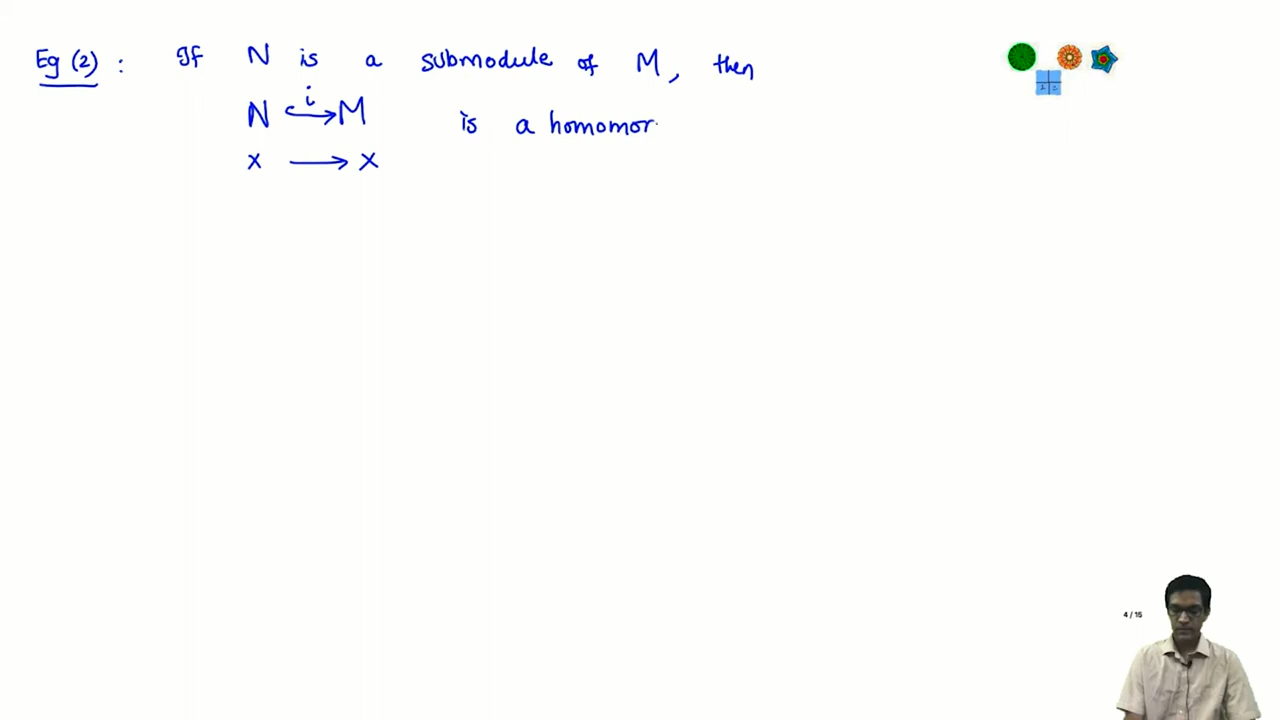 Eg (2) : If N is a submodule of M, then
i
N ↪ M is a homomor
x ⟶ x
4 / 15